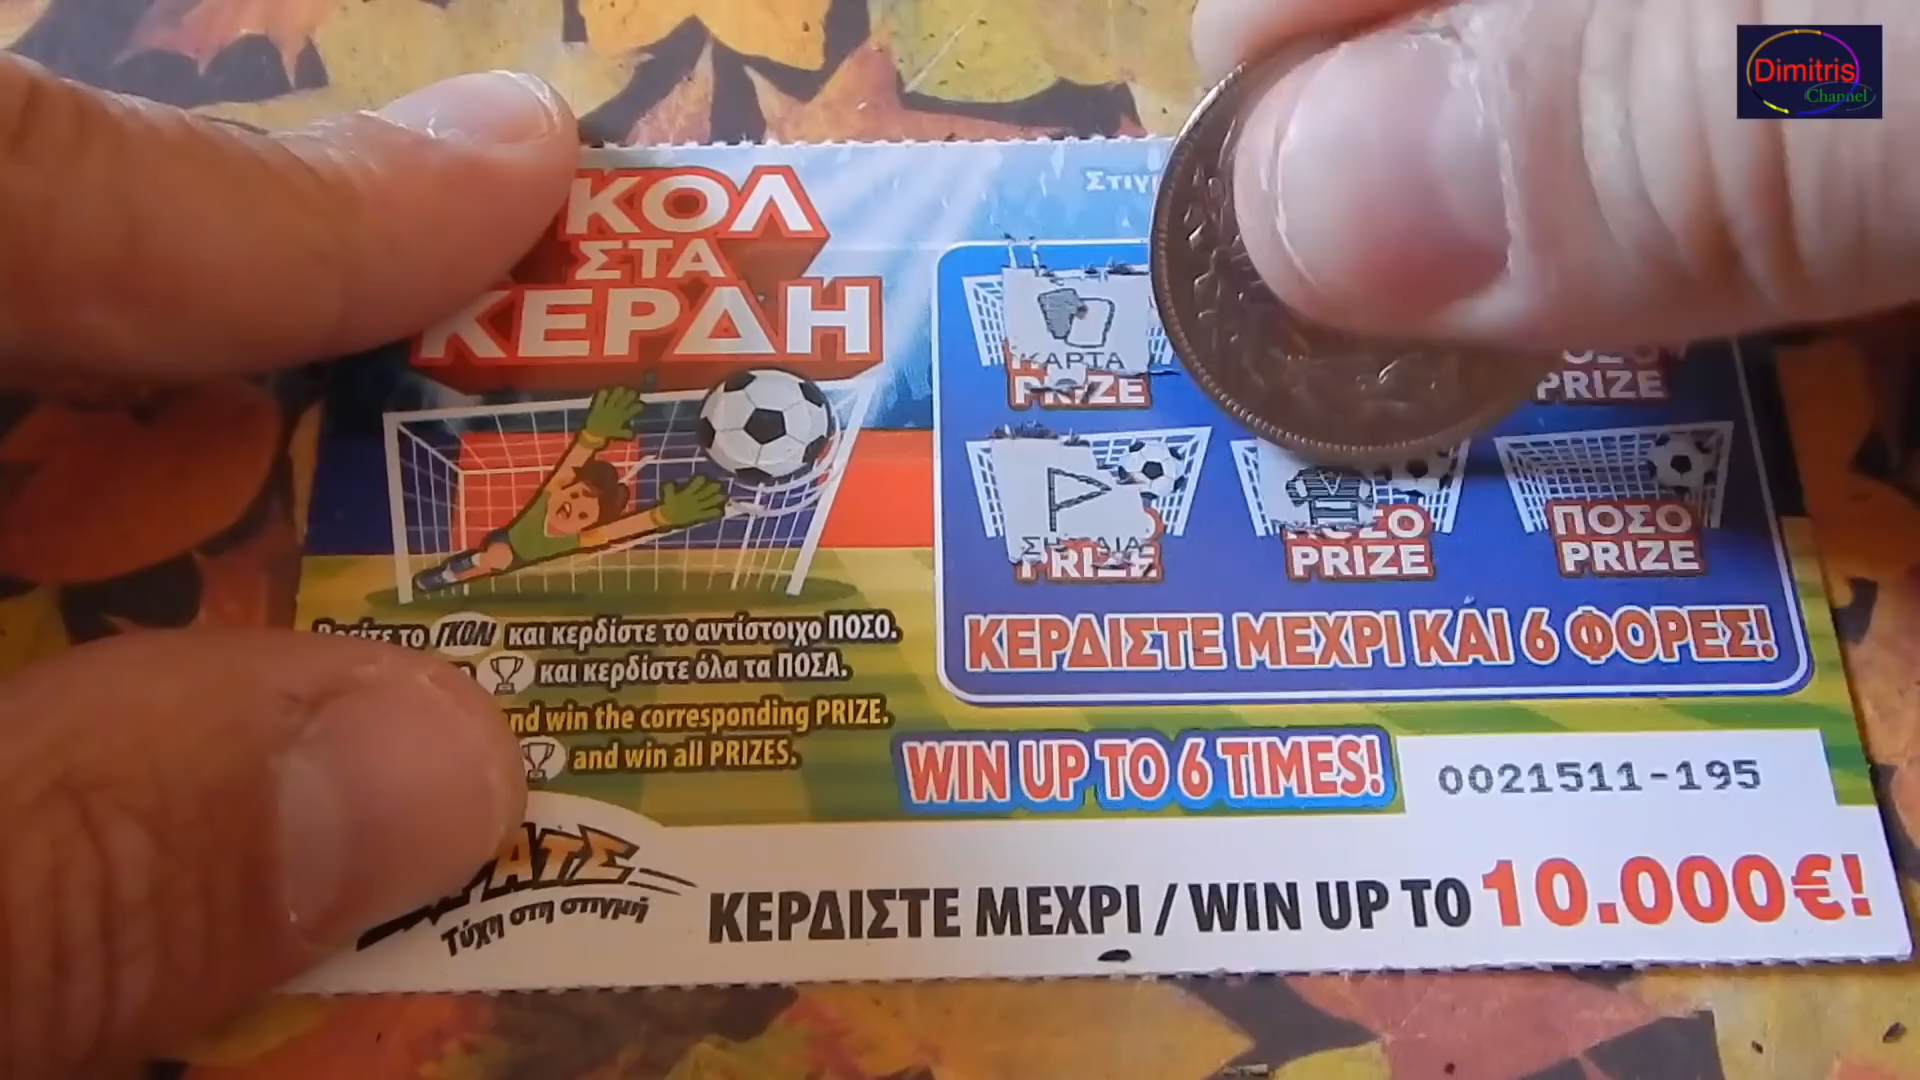 Dimitris
Channel
ΚΟΛ
ΣΤΑ
ΚΕΡΔΗ
ΚΑΡΤΑ
PRIZE
PRIZE
PRIZE
PRIZE
ΠΟΣΟ
PRIZE
ΚΕΡΔΙΣΤΕ ΜΕΧΡΙ ΚΑΙ 6 ΦΟΡΕΣ!
το ΓΚΟΛ! και κερδίστε το αντίστοιχο ΠΟΣΟ.
και κερδίστε όλα τα ΠΟΣΑ.
and win the corresponding PRIZE.
and win all PRIZES.
WIN UP TO 6 TIMES!
0021511-195
Τύχη στη στιγμή
ΚΕΡΔΙΣΤΕ ΜΕΧΡΙ / WIN UP TO 10.000€!